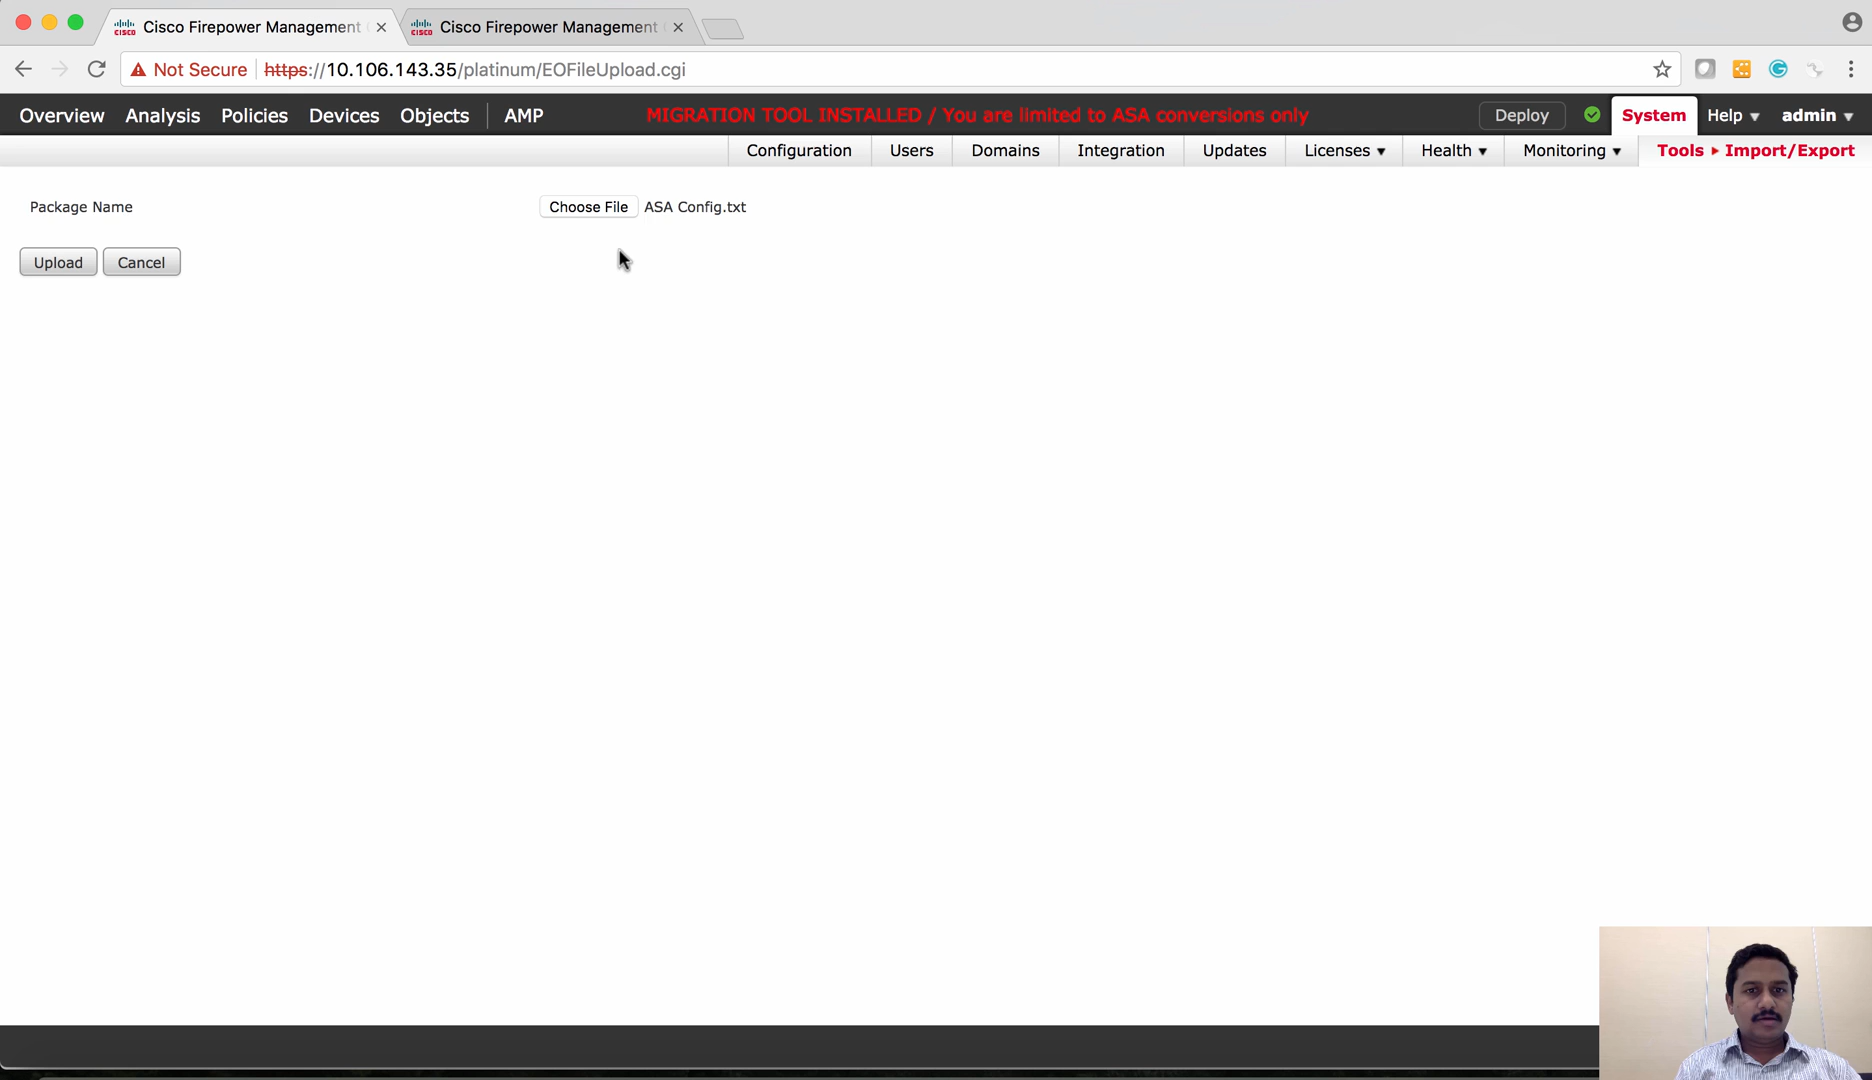 Cisco Firepower Management
Cisco Firepower Management
Not Secure https://10.106.143.35/platinum/EOFileUpload.cgi
Overview Analysis Policies Devices Objects AMP MIGRATION TOOL INSTALLED / You are limited to ASA conversions only Deploy System Help admin
Configuration Users Domains Integration Updates Licenses Health Monitoring Tools Import/Export
Package Name Choose File ASA Config.txt
Upload Cancel